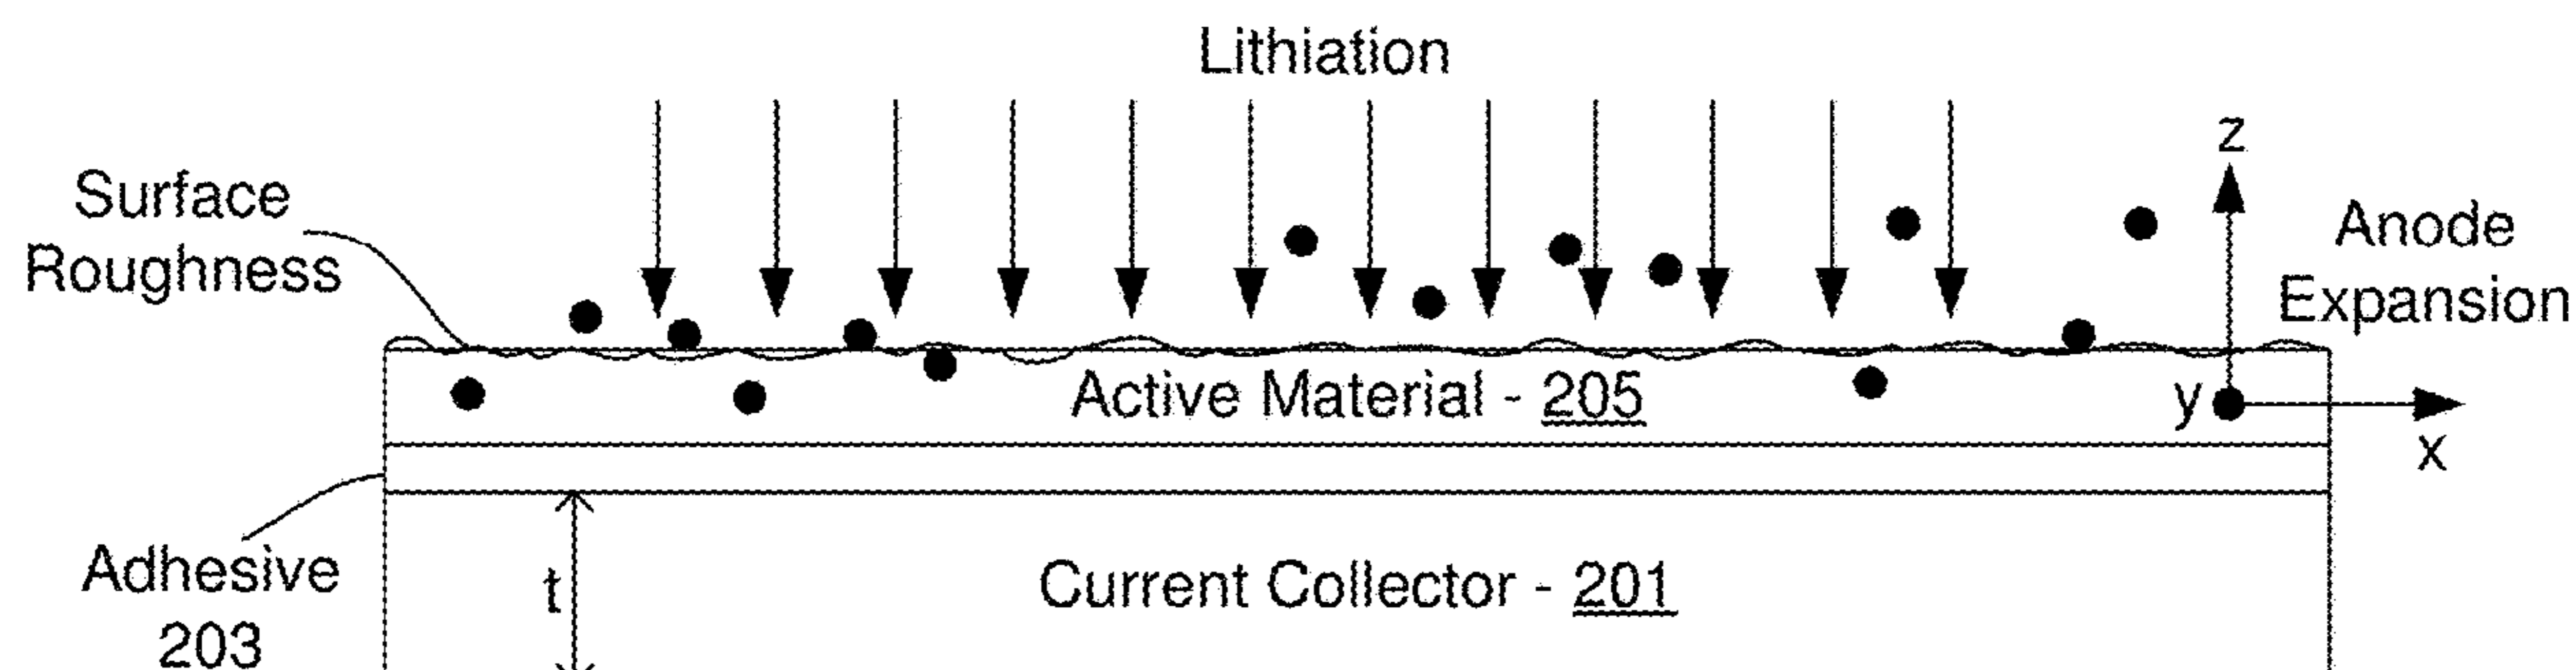 Lithiation
z
Surface
Roughness
Anode
Expansion
Active Material - 205
y
x
Adhesive
203
t
Current Collector - 201